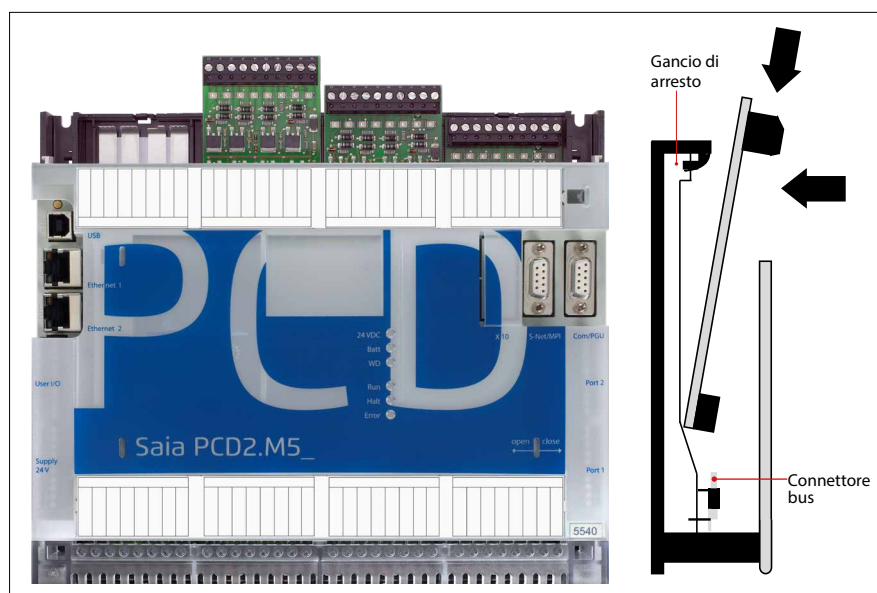 Gancio di
arresto
USB
Ethernet 1
Ethernet 2
PCD
24 VDC
Batt
WD
X 10
S-Net/MPI
Com/PGU
User I/O
Run
Halt
Error
Port 2
Saia PCD2.M5_
open
close
Supply
24 V
Port 1
Connettore
bus
5540